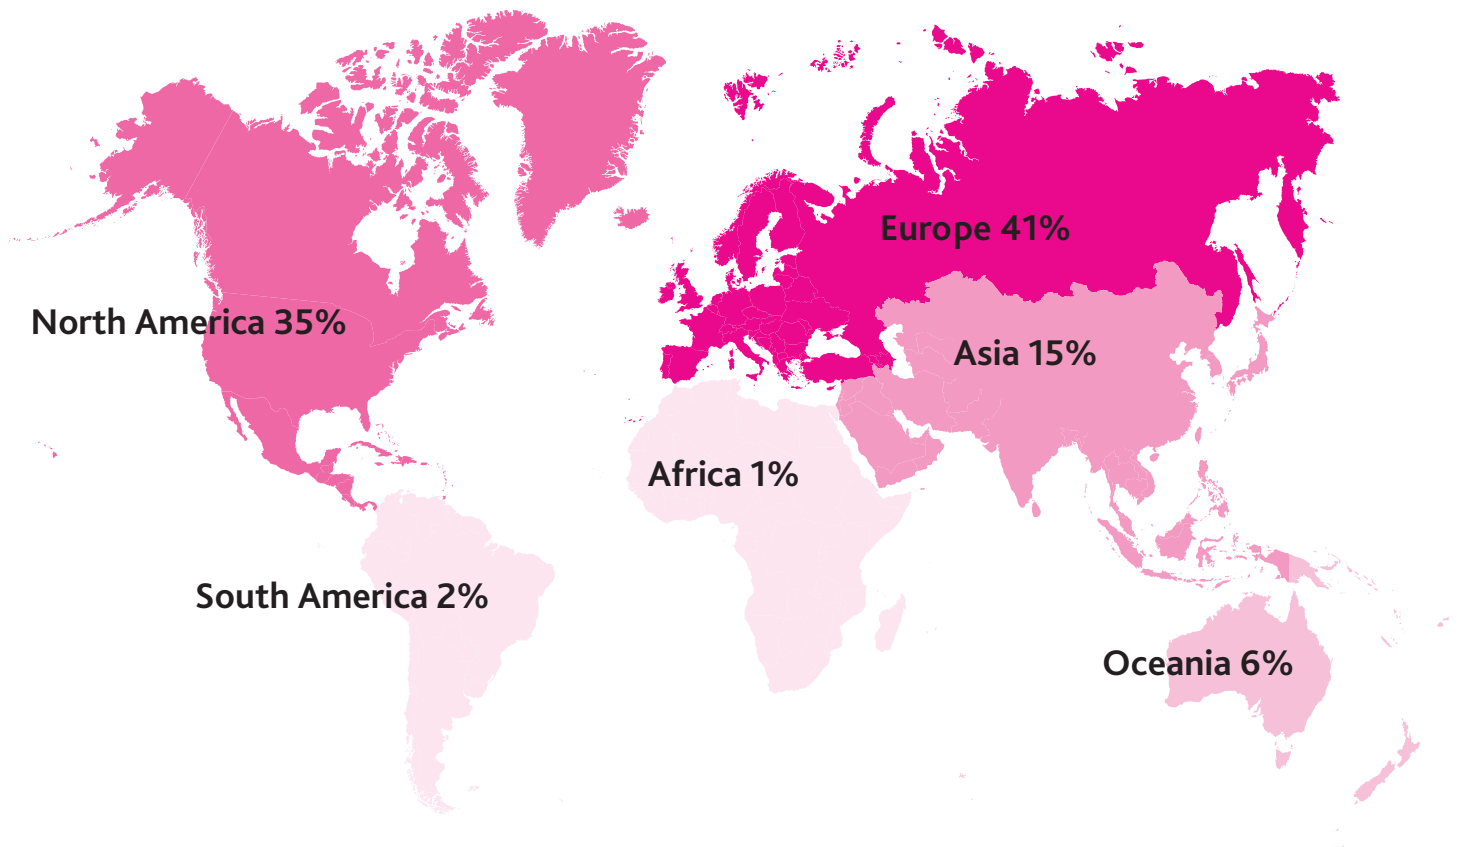 Europe 41%
North America 35%
Asia 15%
Africa 1%
South America 2%
Oceania 6%